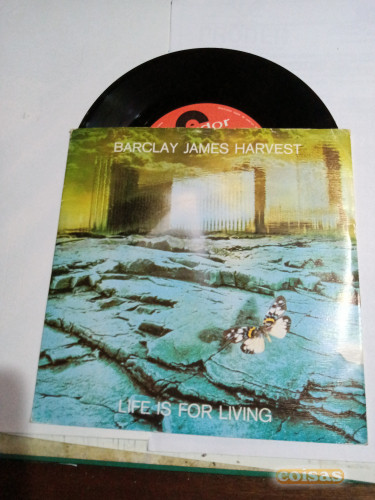 BARCLAY JAMES HARVEST
LIFE IS FOR LIVING
coisas